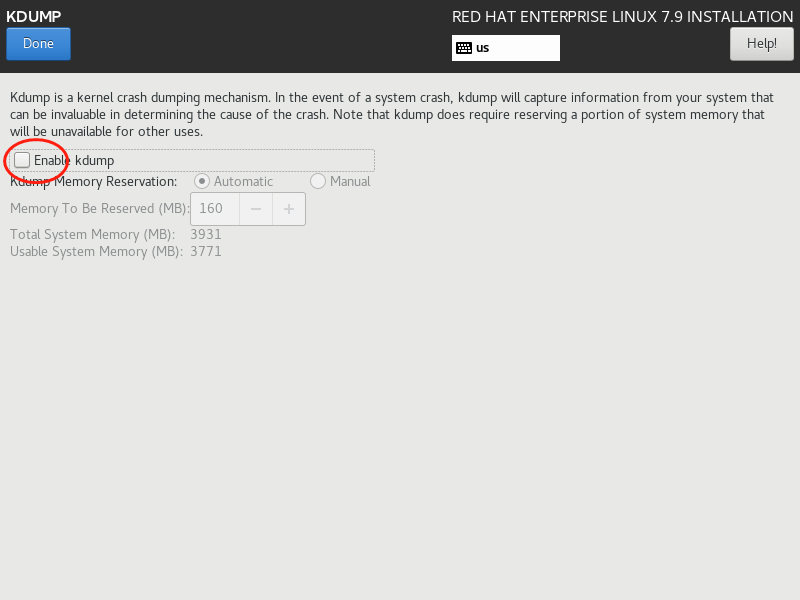 KDUMP
RED HAT ENTERPRISE LINUX 7.9 INSTALLATION
Done
us
Help!
Kdump is a kernel crash dumping mechanism. In the event of a system crash, kdump will capture information from your system that
can be invaluable in determining the cause of the crash. Note that kdump does require reserving a portion of system memory that
will be unavailable for other uses.
Enable kdump
Kdump Memory Reservation: Automatic Manual
Memory To Be Reserved (MB): 160 − +
Total System Memory (MB): 3931
Usable System Memory (MB): 3771